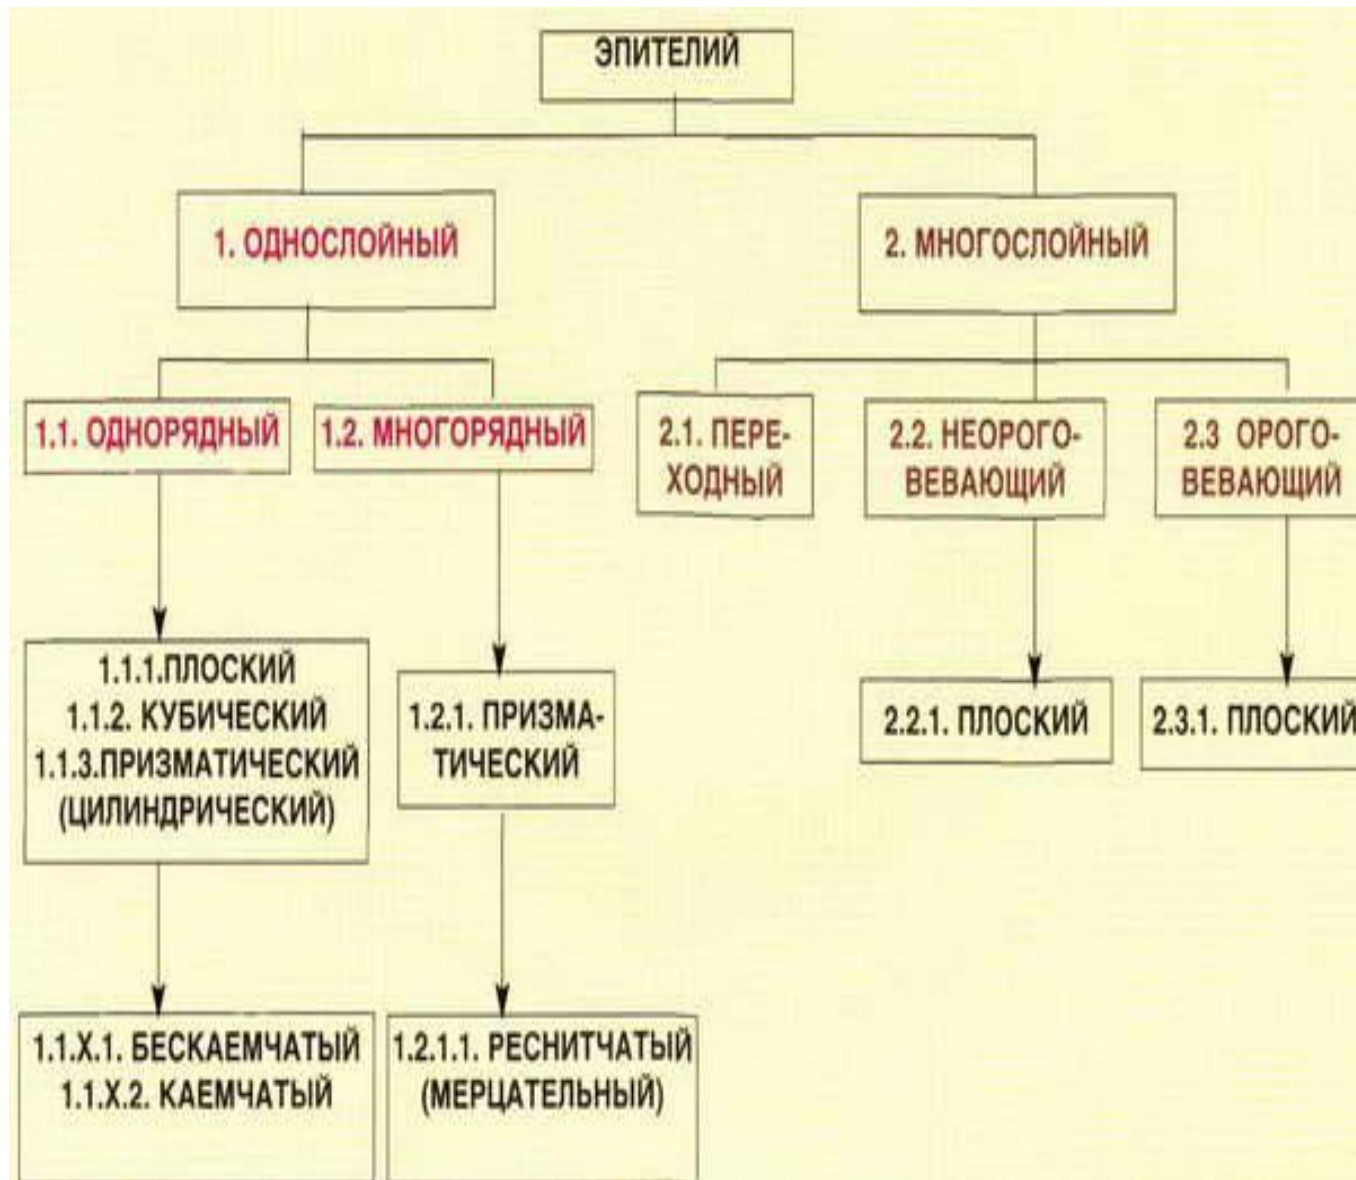 ЭПИТЕЛИЙ
1. ОДНОСЛОЙНЫЙ
2. МНОГОСЛОЙНЫЙ
1.1. ОДНОРЯДНЫЙ
1.2. МНОГОРЯДНЫЙ
2.1. ПЕРЕ-
ХОДНЫЙ
2.2. НЕОРОГО-
ВЕВАЮЩИЙ
2.3 ОРОГО-
ВЕВАЮЩИЙ
1.1.1.ПЛОСКИЙ
1.1.2. КУБИЧЕСКИЙ
1.1.3.ПРИЗМАТИЧЕСКИЙ
(ЦИЛИНДРИЧЕСКИЙ)
1.2.1. ПРИЗМА-
ТИЧЕСКИЙ
2.2.1. ПЛОСКИЙ
2.3.1. ПЛОСКИЙ
1.1.X.1. БЕСКАЕМЧАТЫЙ
1.1.X.2. КАЕМЧАТЫЙ
1.2.1.1. РЕСНИТЧАТЫЙ
(МЕРЦАТЕЛЬНЫЙ)